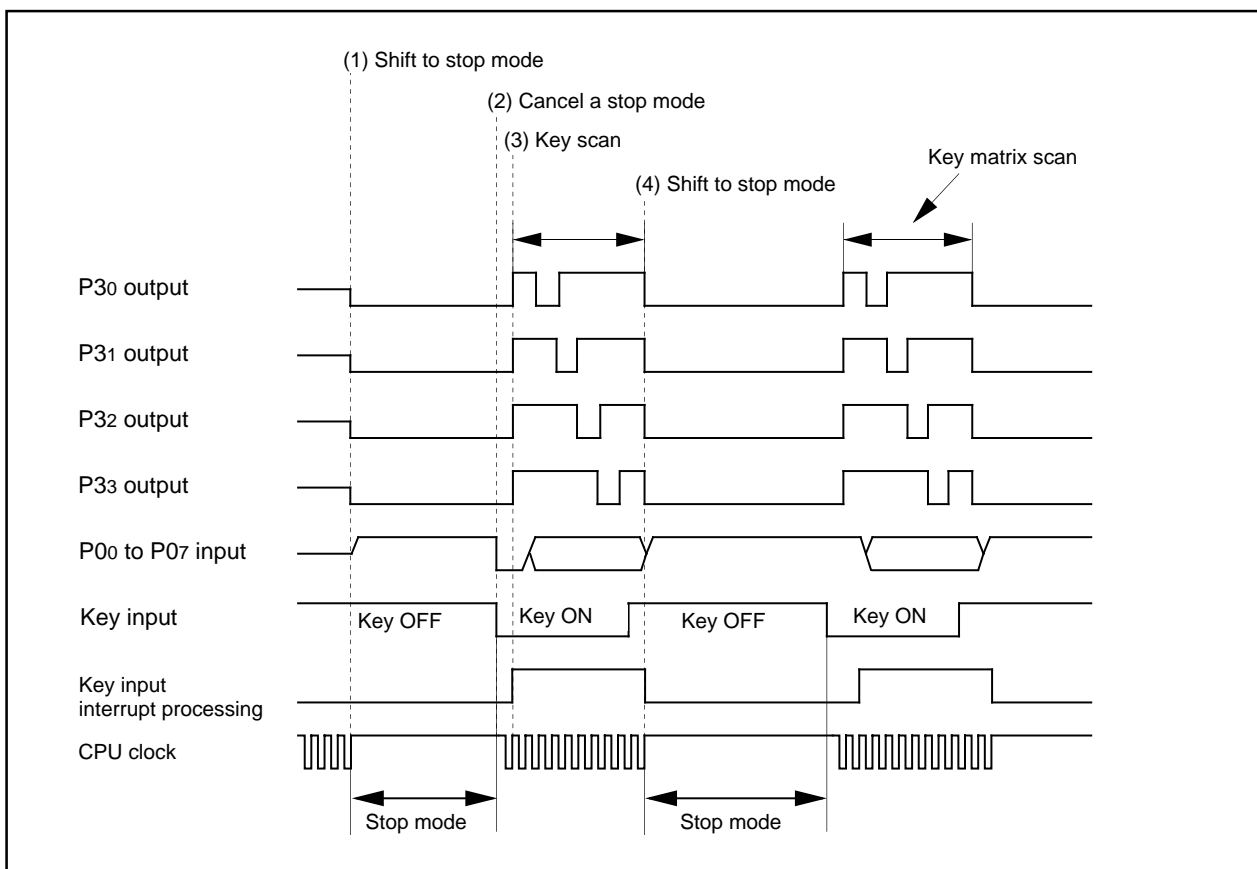 (1) Shift to stop mode
(2) Cancel a stop mode
(3) Key scan
Key matrix scan
(4) Shift to stop mode
P30 output
P31 output
P32 output
P33 output
P00 to P07 input
Key input
Key OFF
Key ON
Key OFF
Key ON
Key input
interrupt processing
CPU clock
Stop mode
Stop mode